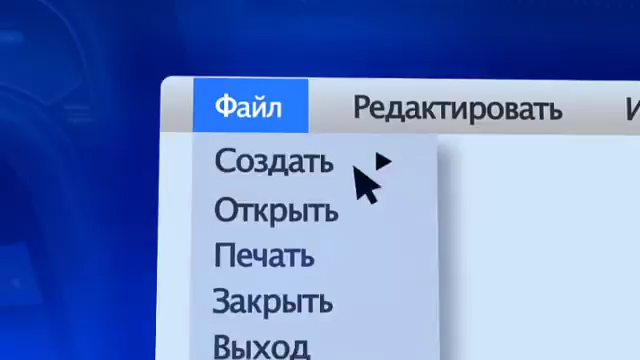 Файл Редактировать И
Создать
Открыть
Печать
Закрыть
Выход